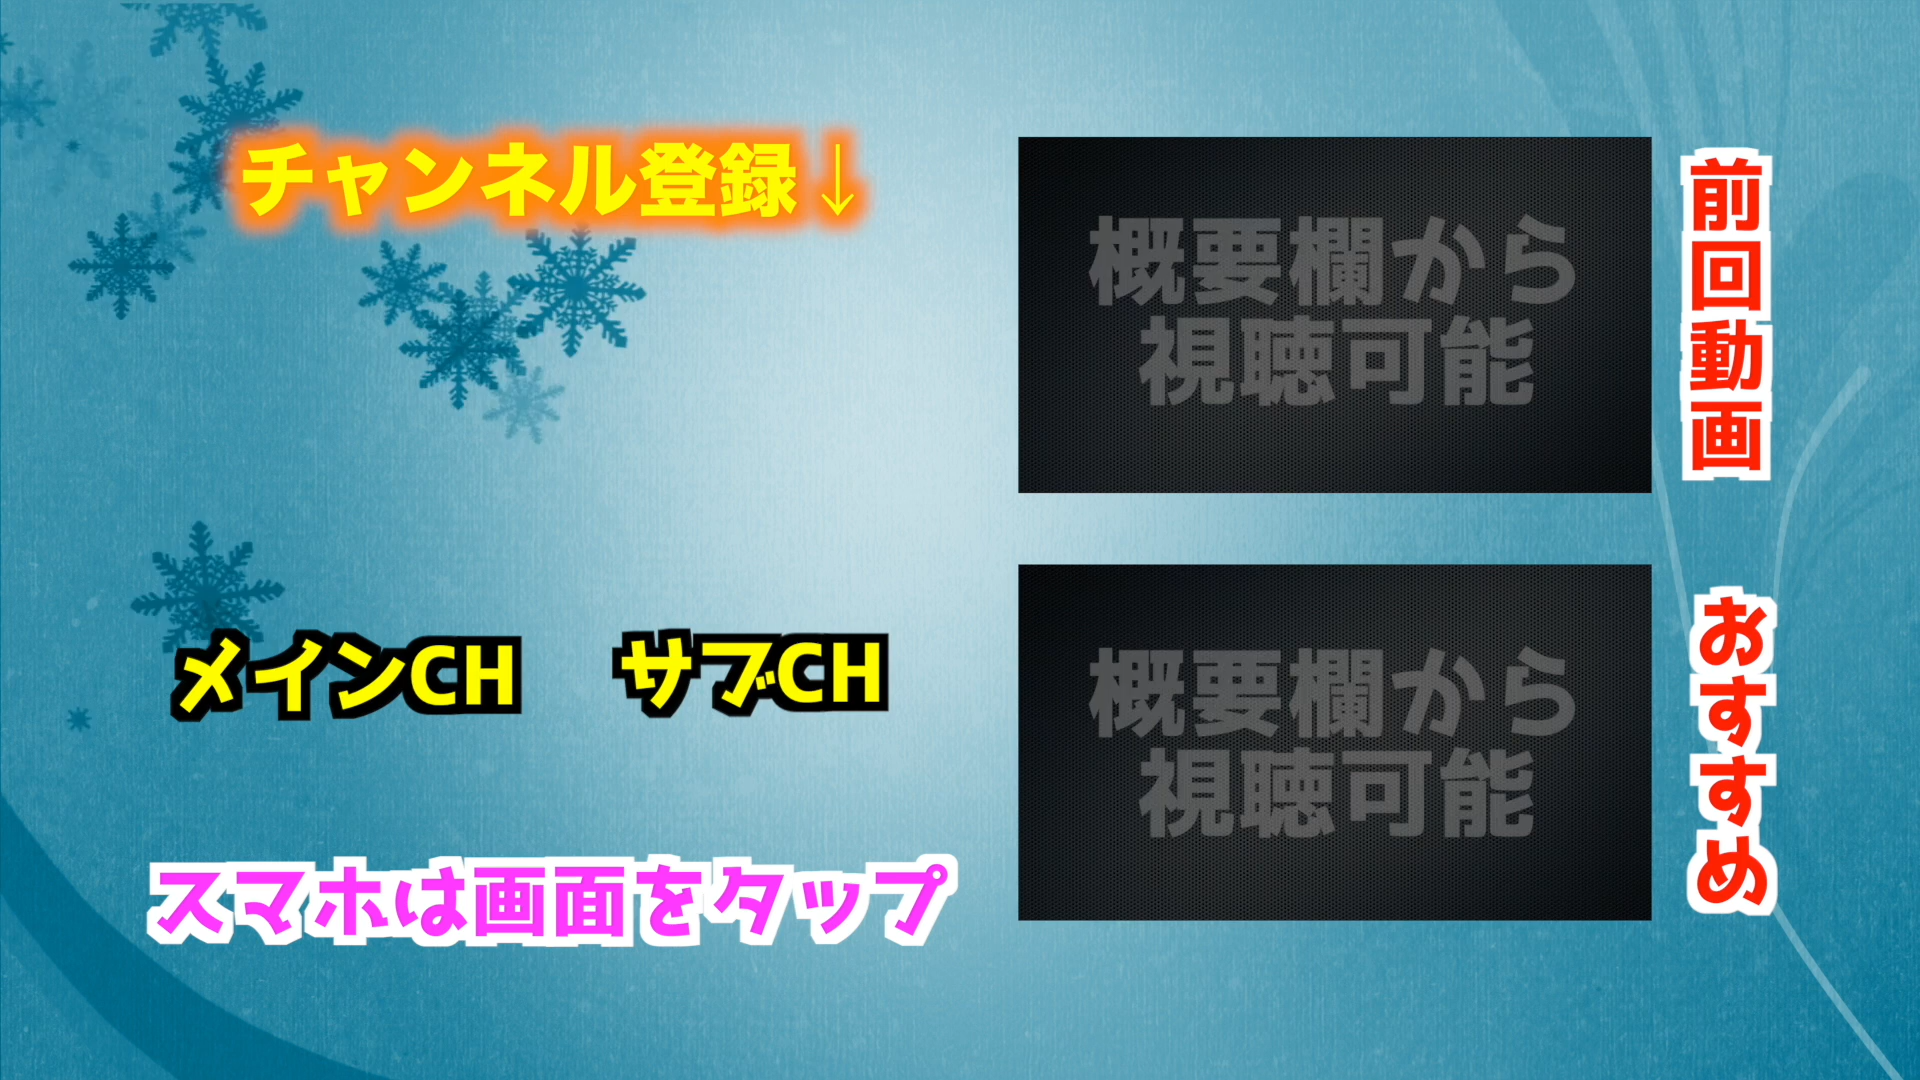 チャンネル登録↓
メインCH
サブCH
スマホは画面をタップ
概要欄から
視聴可能
前回動画
概要欄から
視聴可能
おすすめ